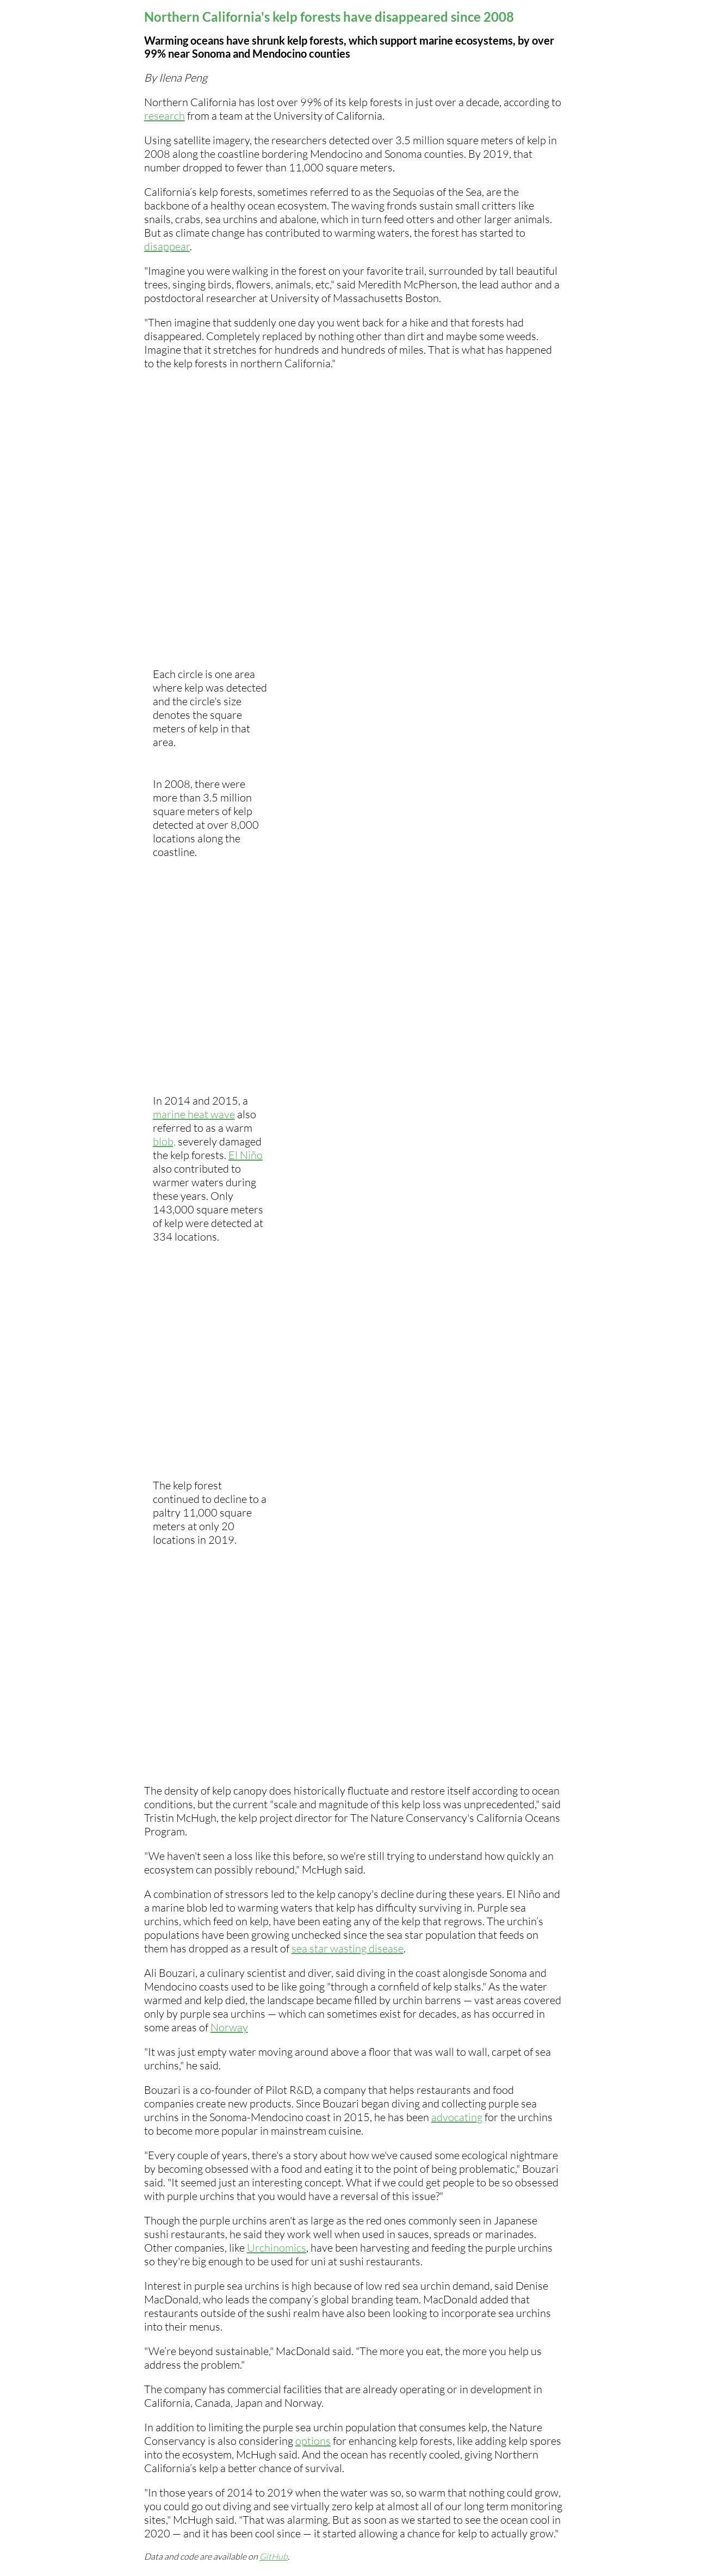 Northern California's kelp forests have disappeared since 2008
Warming oceans have shrunk kelp forests, which support marine ecosystems, by over
99% near Sonoma and Mendocino counties
By Ilena Peng
Northern California has lost over 99% of its kelp forests in just over a decade, according to
research from a team at the University of California.
Using satellite imagery, the researchers detected over 3.5 million square meters of kelp in
2008 along the coastline bordering Mendocino and Sonoma counties. By 2019, that
number dropped to fewer than 11,000 square meters.
California's kelp forests, sometimes referred to as the Sequoias of the Sea, are the
backbone of a healthy ocean ecosystem. The waving fronds sustain small critters like
snails, crabs, sea urchins and abalone, which in turn feed otters and other larger animals.
But as climate change has contributed to warming waters, the forest has started to
disappear.
"Imagine you were walking in the forest on your favorite trail, surrounded by tall beautiful
trees, singing birds, flowers, animals, etc," said Meredith McPherson, the lead author and a
postdoctoral researcher at University of Massachusetts Boston.
"Then imagine that suddenly one day you went back for a hike and that forests had
disappeared. Completely replaced by nothing other than dirt and maybe some weeds.
Imagine that it stretches for hundreds and hundreds of miles. That is what has happened
to the kelp forests in northern California."
Each circle is one area
where kelp was detected
and the circle's size
denotes the square
meters of kelp in that
area.
In 2008, there were
more than 3.5 million
square meters of kelp
detected at over 8,000
locations along the
coastline.
In 2014 and 2015, a
marine heat wave also
referred to as a warm
blob, severely damaged
the kelp forests. El Niño
also contributed to
warmer waters during
these years. Only
143,000 square meters
of kelp were detected at
334 locations.
The kelp forest
continued to decline to a
paltry 11,000 square
meters at only 20
locations in 2019.
The density of kelp canopy does historically fluctuate and restore itself according to ocean
conditions, but the current "scale and magnitude of this kelp loss was unprecedented," said
Tristin McHugh, the kelp project director for The Nature Conservancy's California Oceans
Program.
"We haven't seen a loss like this before, so we're still trying to understand how quickly an
ecosystem can possibly rebound," McHugh said.
A combination of stressors led to the kelp canopy's decline during these years. El Niño and
a marine blob led to warming waters that kelp has difficulty surviving in. Purple sea
urchins, which feed on kelp, have been eating any of the kelp that regrows. The urchin's
populations have been growing unchecked since the sea star population that feeds on
them has dropped as a result of sea star wasting disease.
Ali Bouzari, a culinary scientist and diver, said diving in the coast alongisde Sonoma and
Mendocino coasts used to be like going "through a cornfield of kelp stalks." As the water
warmed and kelp died, the landscape became filled by urchin barrens — vast areas covered
only by purple sea urchins — which can sometimes exist for decades, as has occurred in
some areas of Norway
"It was just empty water moving around above a floor that was wall to wall, carpet of sea
urchins," he said.
Bouzari is a co-founder of Pilot R&D, a company that helps restaurants and food
companies create new products. Since Bouzari began diving and collecting purple sea
urchins in the Sonoma-Mendocino coast in 2015, he has been advocating for the urchins
to become more popular in mainstream cuisine.
"Every couple of years, there's a story about how we've caused some ecological nightmare
by becoming obsessed with a food and eating it to the point of being problematic," Bouzari
said. "It seemed just an interesting concept. What if we could get people to be so obsessed
with purple urchins that you would have a reversal of this issue?"
Though the purple urchins aren't as large as the red ones commonly seen in Japanese
sushi restaurants, he said they work well when used in sauces, spreads or marinades.
Other companies, like Urchinomics, have been harvesting and feeding the purple urchins
so they're big enough to be used for uni at sushi restaurants.
Interest in purple sea urchins is high because of low red sea urchin demand, said Denise
MacDonald, who leads the company's global branding team. MacDonald added that
restaurants outside of the sushi realm have also been looking to incorporate sea urchins
into their menus.
"We're beyond sustainable," MacDonald said. "The more you eat, the more you help us
address the problem."
The company has commercial facilities that are already operating or in development in
California, Canada, Japan and Norway.
In addition to limiting the purple sea urchin population that consumes kelp, the Nature
Conservancy is also considering options for enhancing kelp forests, like adding kelp spores
into the ecosystem, McHugh said. And the ocean has recently cooled, giving Northern
California's kelp a better chance of survival.
"In those years of 2014 to 2019 when the water was so, so warm that nothing could grow,
you could go out diving and see virtually zero kelp at almost all of our long term monitoring
sites," McHugh said. "That was alarming. But as soon as we started to see the ocean cool in
2020 — and it has been cool since — it started allowing a chance for kelp to actually grow."
Data and code are available on GitHub.